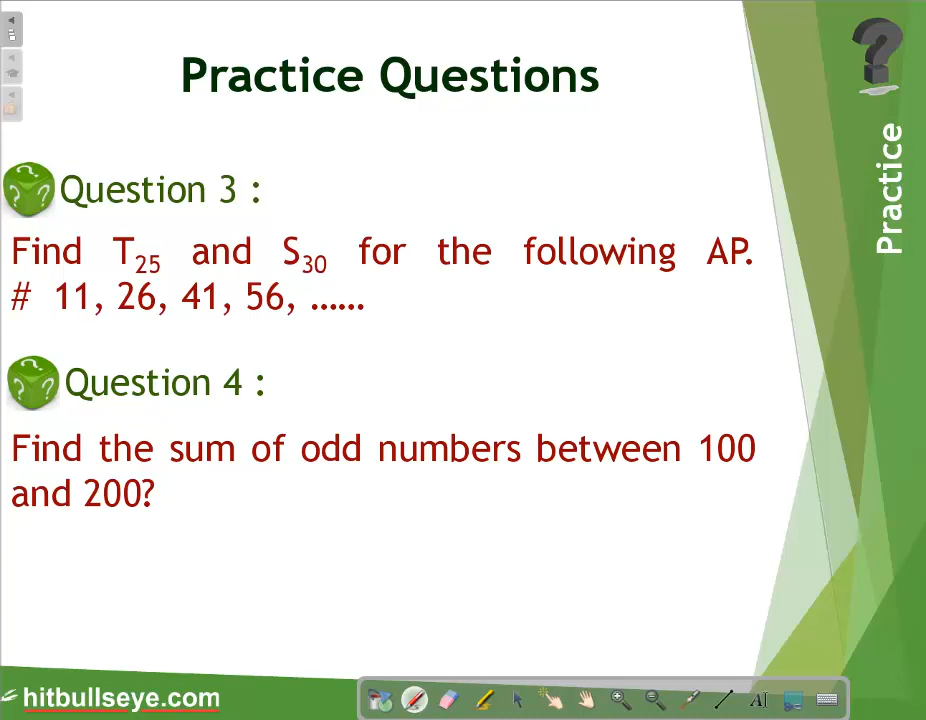 Practice Questions
Practice
Question 3 :
Find T25 and S30 for the following AP.
# 11, 26, 41, 56, ......
Question 4 :
Find the sum of odd numbers between 100
and 200?
hitbullseye.com
AI